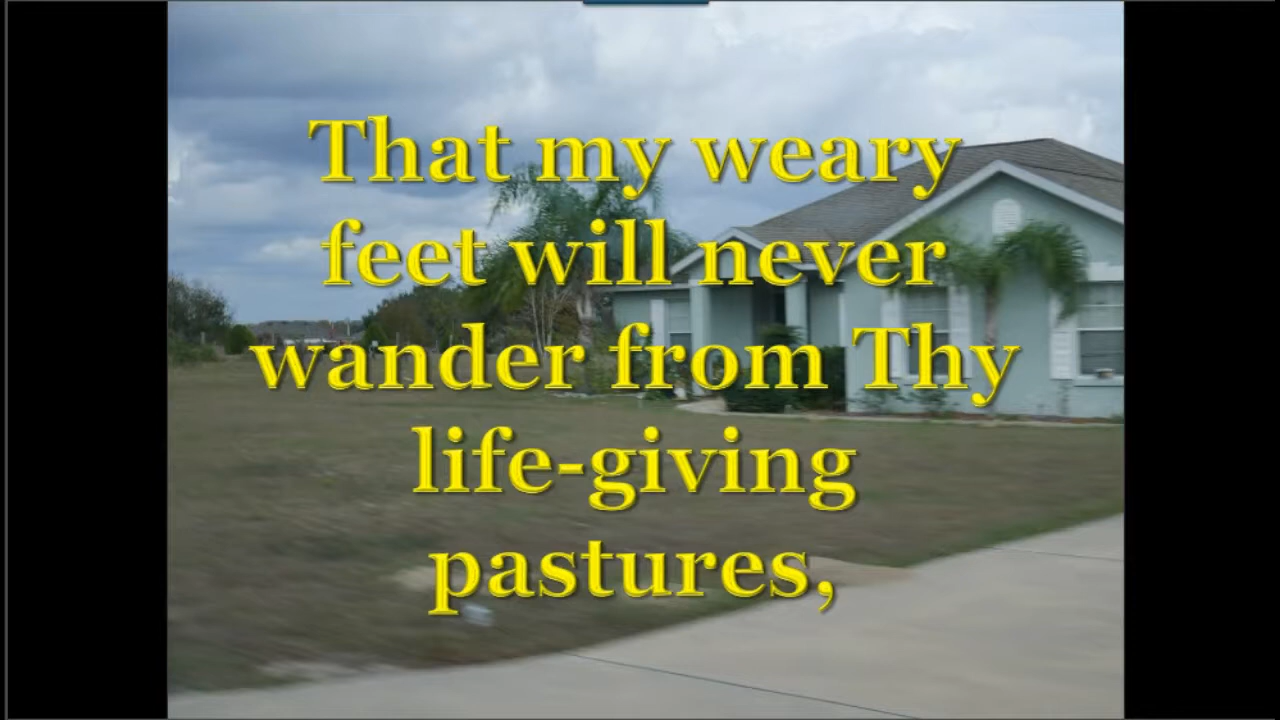 That my weary
feet will never
wander from Thy
life-giving
pastures,